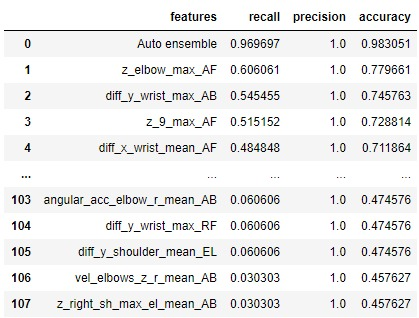 features recall precision accuracy
0 Auto ensemble 0.969697 1.0 0.983051
1 z_elbow_max_AF 0.606061 1.0 0.779661
2 diff_y_wrist_max_AB 0.545455 1.0 0.745763
3 z_9_max_AF 0.515152 1.0 0.728814
4 diff_x_wrist_mean_AF 0.484848 1.0 0.711864
... ... ... ... ...
103 angular_acc_elbow_r_mean_AB 0.060606 1.0 0.474576
104 diff_y_wrist_max_RF 0.060606 1.0 0.474576
105 diff_y_shoulder_mean_EL 0.060606 1.0 0.474576
106 vel_elbows_z_r_mean_AB 0.030303 1.0 0.457627
107 z_right_sh_max_el_mean_AB 0.030303 1.0 0.457627